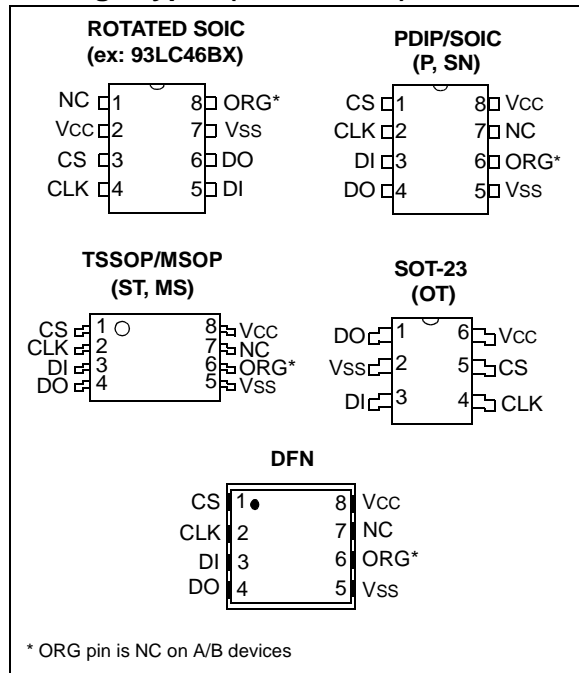 ROTATED SOIC
(ex: 93LC46BX)
NC 1 8 ORG*
VCC 2 7 VSS
CS 3 6 DO
CLK 4 5 DI
PDIP/SOIC
(P, SN)
CS 1 8 VCC
CLK 2 7 NC
DI 3 6 ORG*
DO 4 5 VSS
TSSOP/MSOP
(ST, MS)
CS 1 8 VCC
CLK 2 7 NC
DI 3 6 ORG*
DO 4 5 VSS
SOT-23
(OT)
DO 1 6 VCC
VSS 2 5 CS
DI 3 4 CLK
DFN
CS 1 8 VCC
CLK 2 7 NC
DI 3 6 ORG*
DO 4 5 VSS
* ORG pin is NC on A/B devices